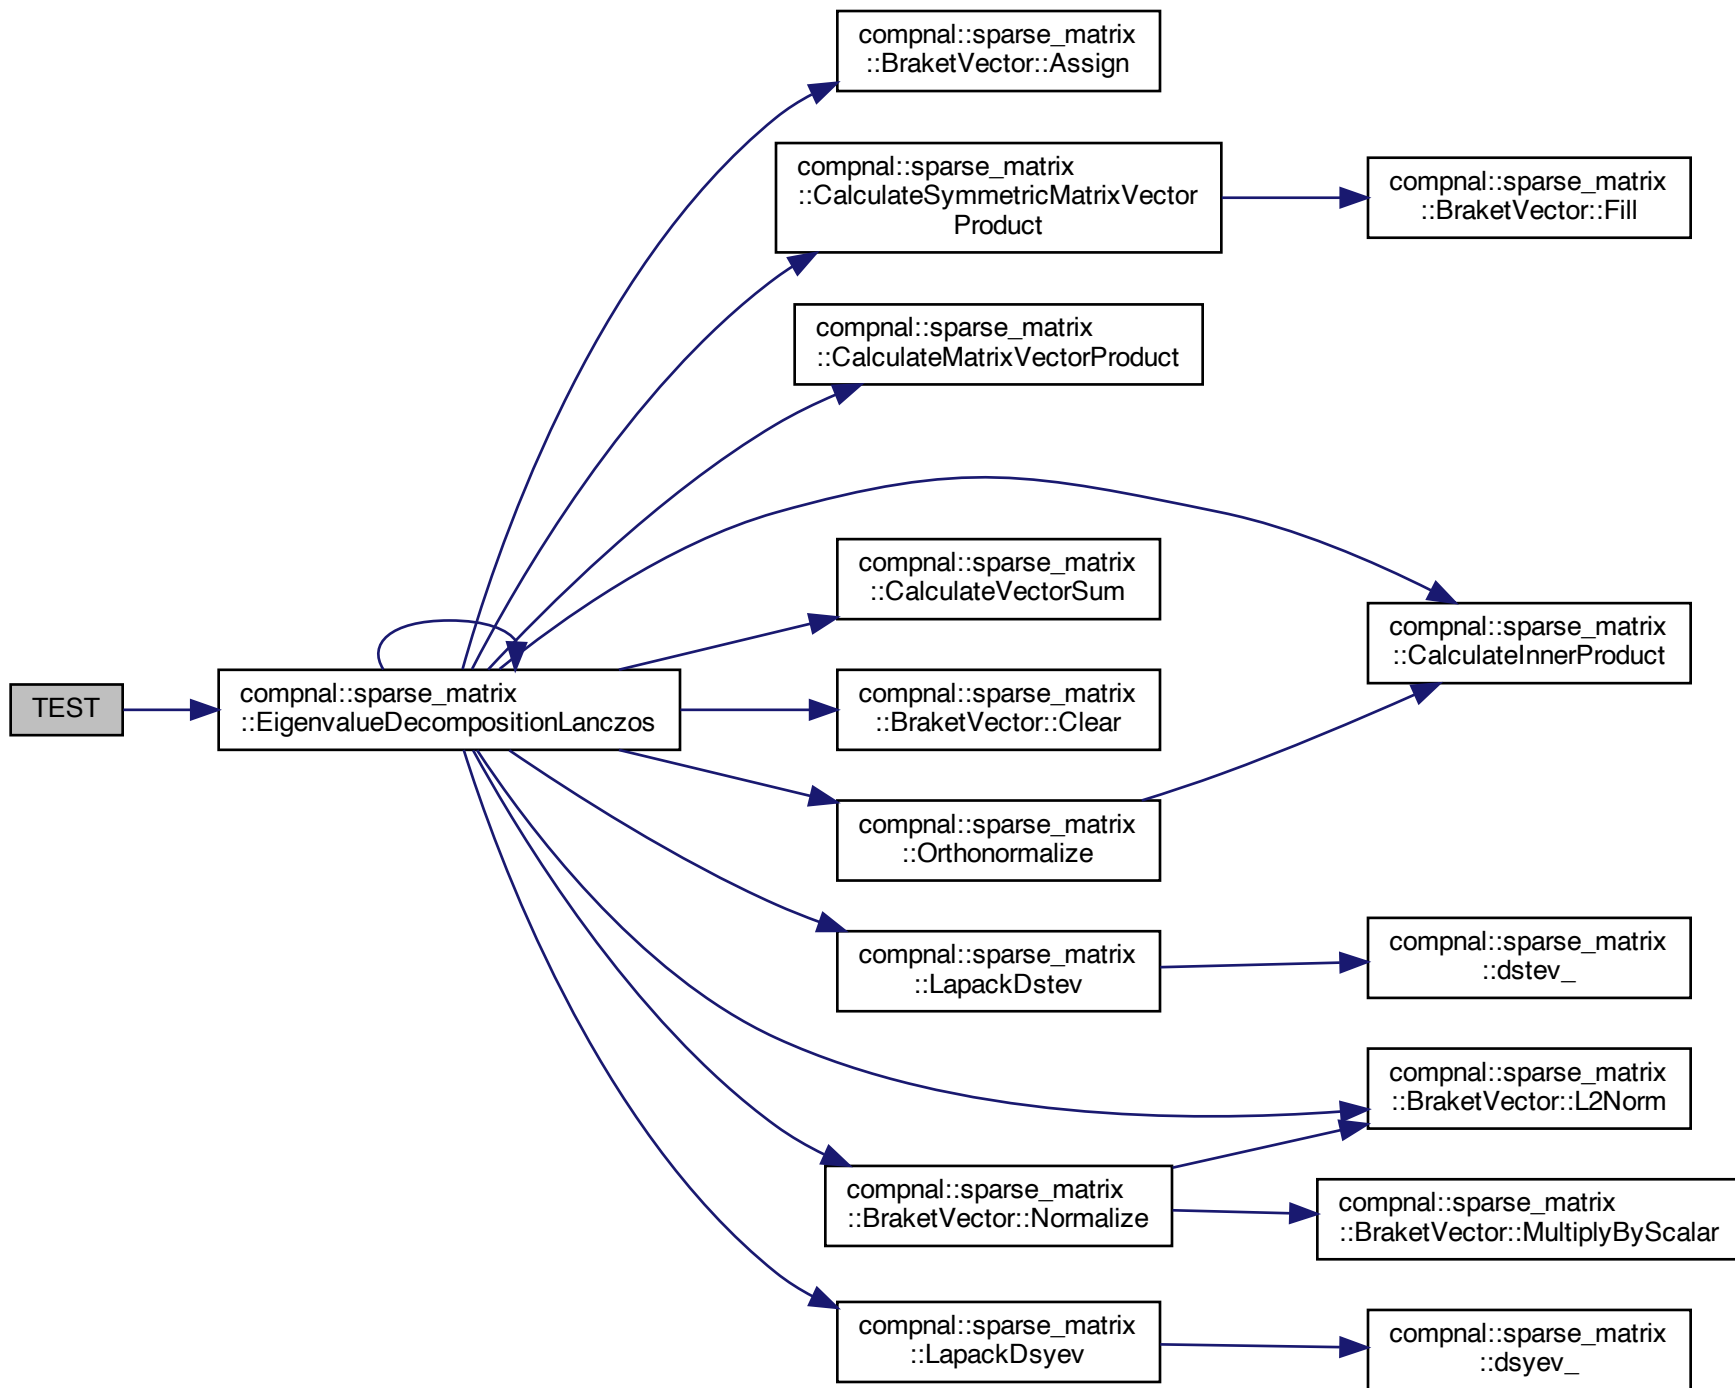 compnal::sparse_matrix
::BraketVector::Assign
compnal::sparse_matrix
::CalculateSymmetricMatrixVector
Product
compnal::sparse_matrix
::BraketVector::Fill
compnal::sparse_matrix
::CalculateMatrixVectorProduct
compnal::sparse_matrix
::CalculateVectorSum
compnal::sparse_matrix
::CalculateInnerProduct
TEST
compnal::sparse_matrix
::EigenvalueDecompositionLanczos
compnal::sparse_matrix
::BraketVector::Clear
compnal::sparse_matrix
::Orthonormalize
compnal::sparse_matrix
::LapackDstev
compnal::sparse_matrix
::dstev_
compnal::sparse_matrix
::BraketVector::L2Norm
compnal::sparse_matrix
::BraketVector::Normalize
compnal::sparse_matrix
::BraketVector::MultiplyByScalar
compnal::sparse_matrix
::LapackDsyev
compnal::sparse_matrix
::dsyev_